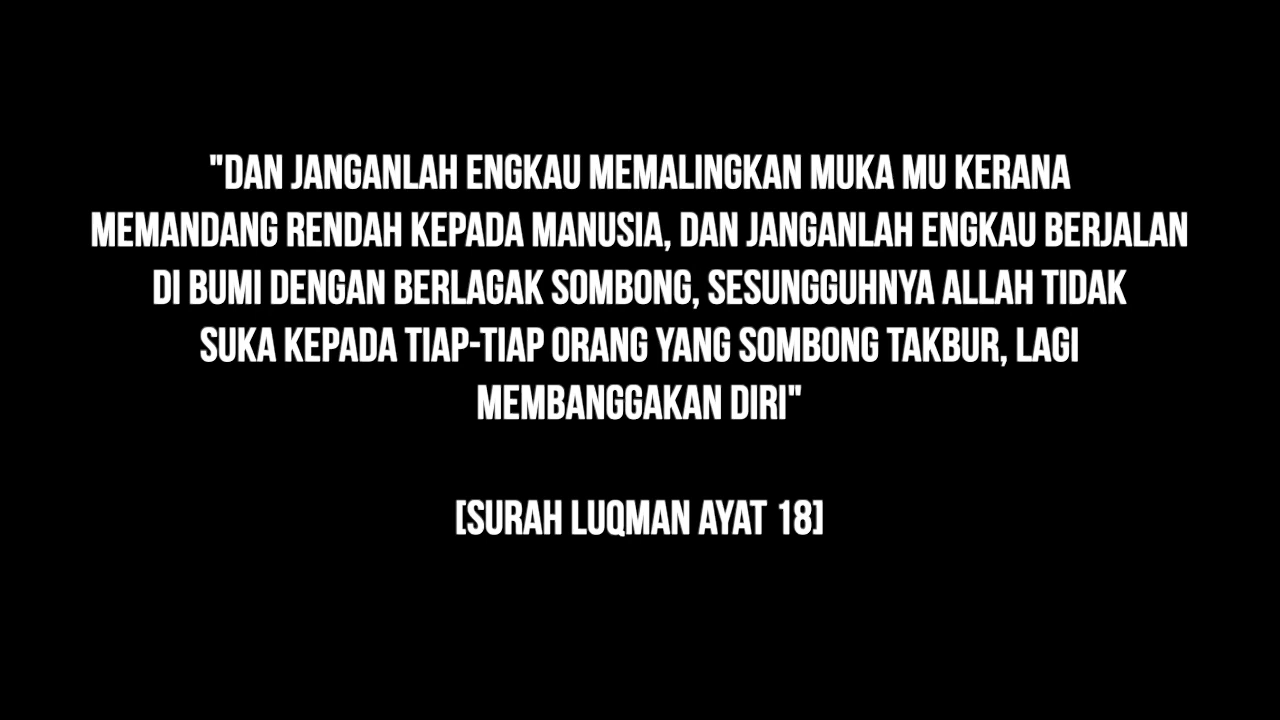 "DAN JANGANLAH ENGKAU MEMALINGKAN MUKA MU KERANA
MEMANDANG RENDAH KEPADA MANUSIA, DAN JANGANLAH ENGKAU BERJALAN
DI BUMI DENGAN BERLAGAK SOMBONG, SESUNGGUHNYA ALLAH TIDAK
SUKA KEPADA TIAP-TIAP ORANG YANG SOMBONG TAKBUR, LAGI
MEMBANGGAKAN DIRI"
[SURAH LUQMAN AYAT 18]